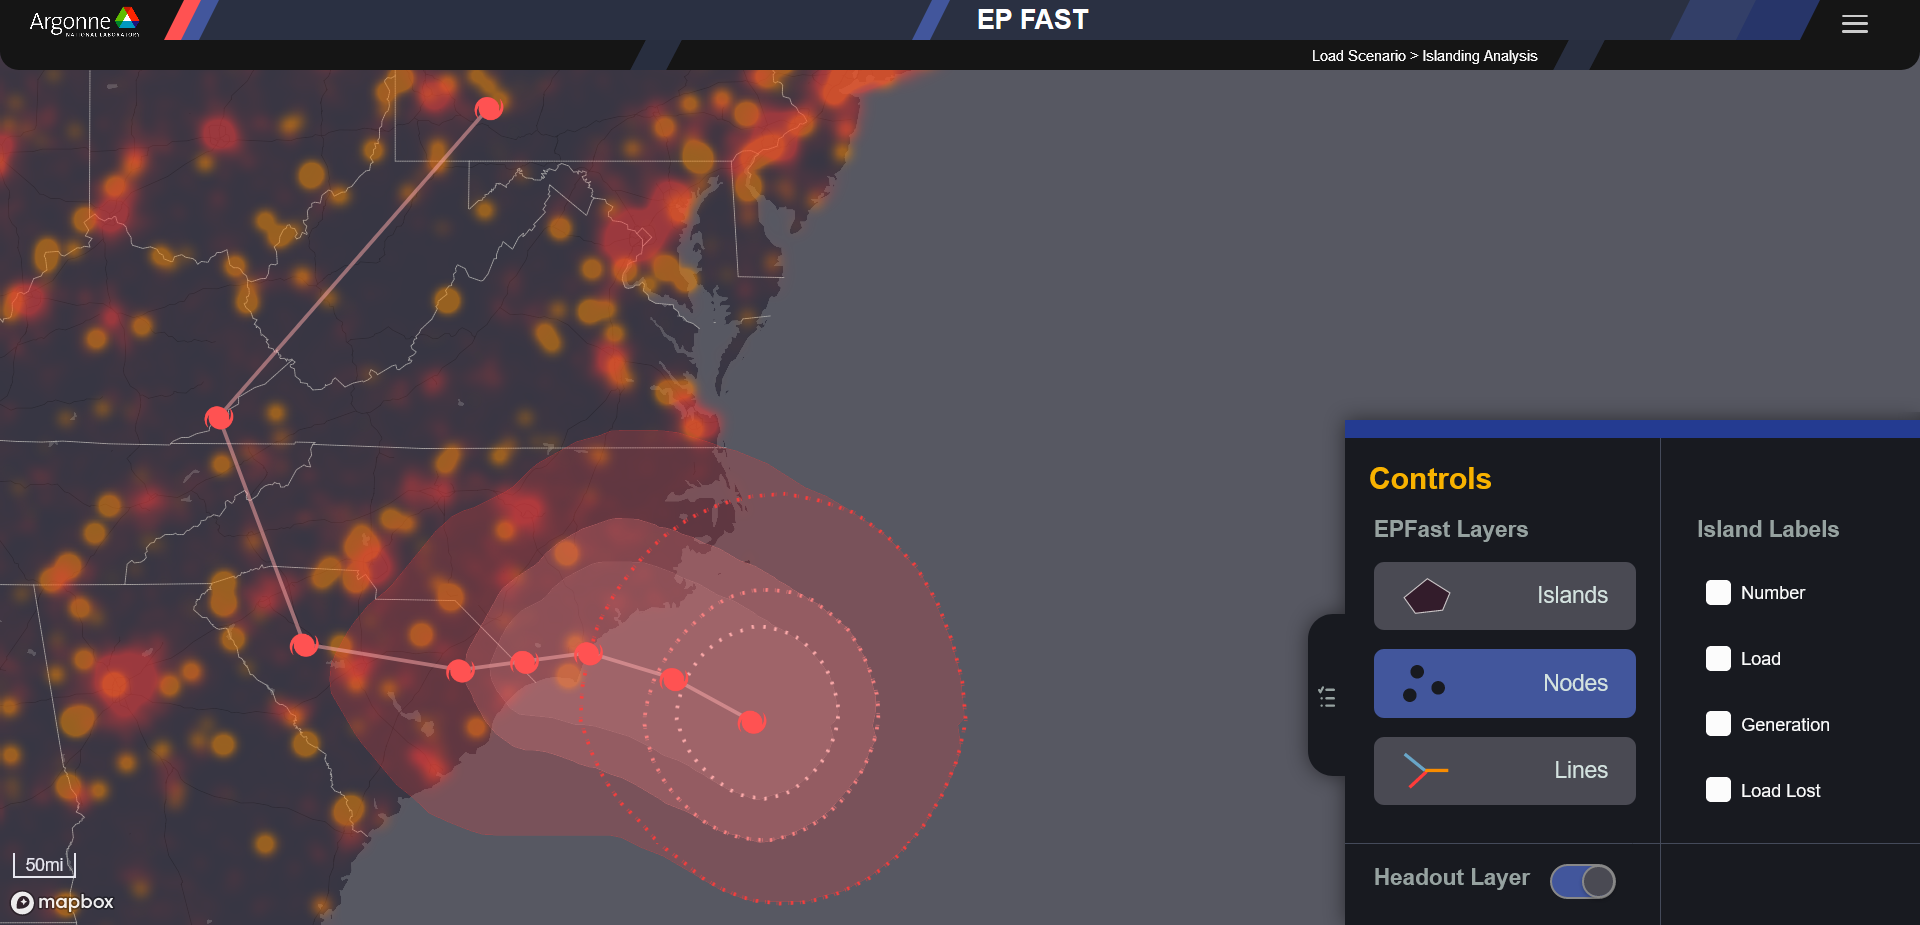 Argonne
NATIONAL LABORATORY
EP FAST
Load Scenario > Islanding Analysis
Controls
EPFast Layers
Islands
Nodes
Lines
Headout Layer
Island Labels
Number
Load
Generation
Load Lost
50mi
mapbox